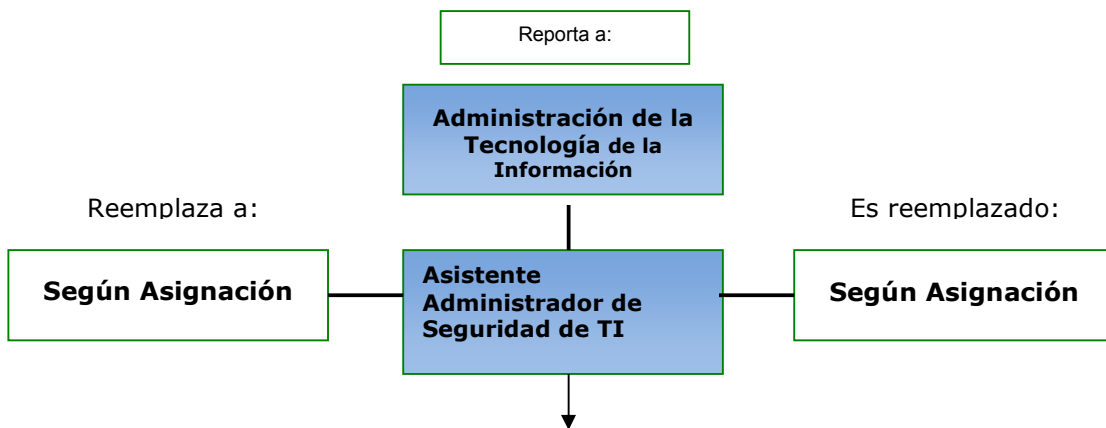 Reporta a:
Administración de la
Tecnología de la
Información
Reemplaza a:
Es reemplazado:
Según Asignación
Asistente
Administrador de
Seguridad de TI
Según Asignación